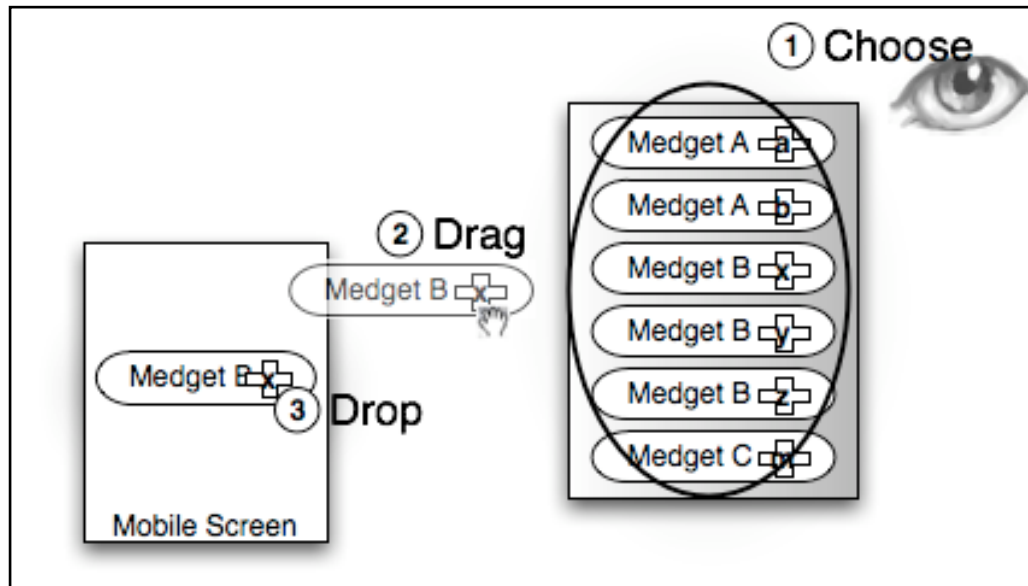 1 Choose
Medget A a
Medget A b
2 Drag
Medget B x
Medget B x
Medget B y
Medget B x
Medget B z
3 Drop
Medget C
Mobile Screen